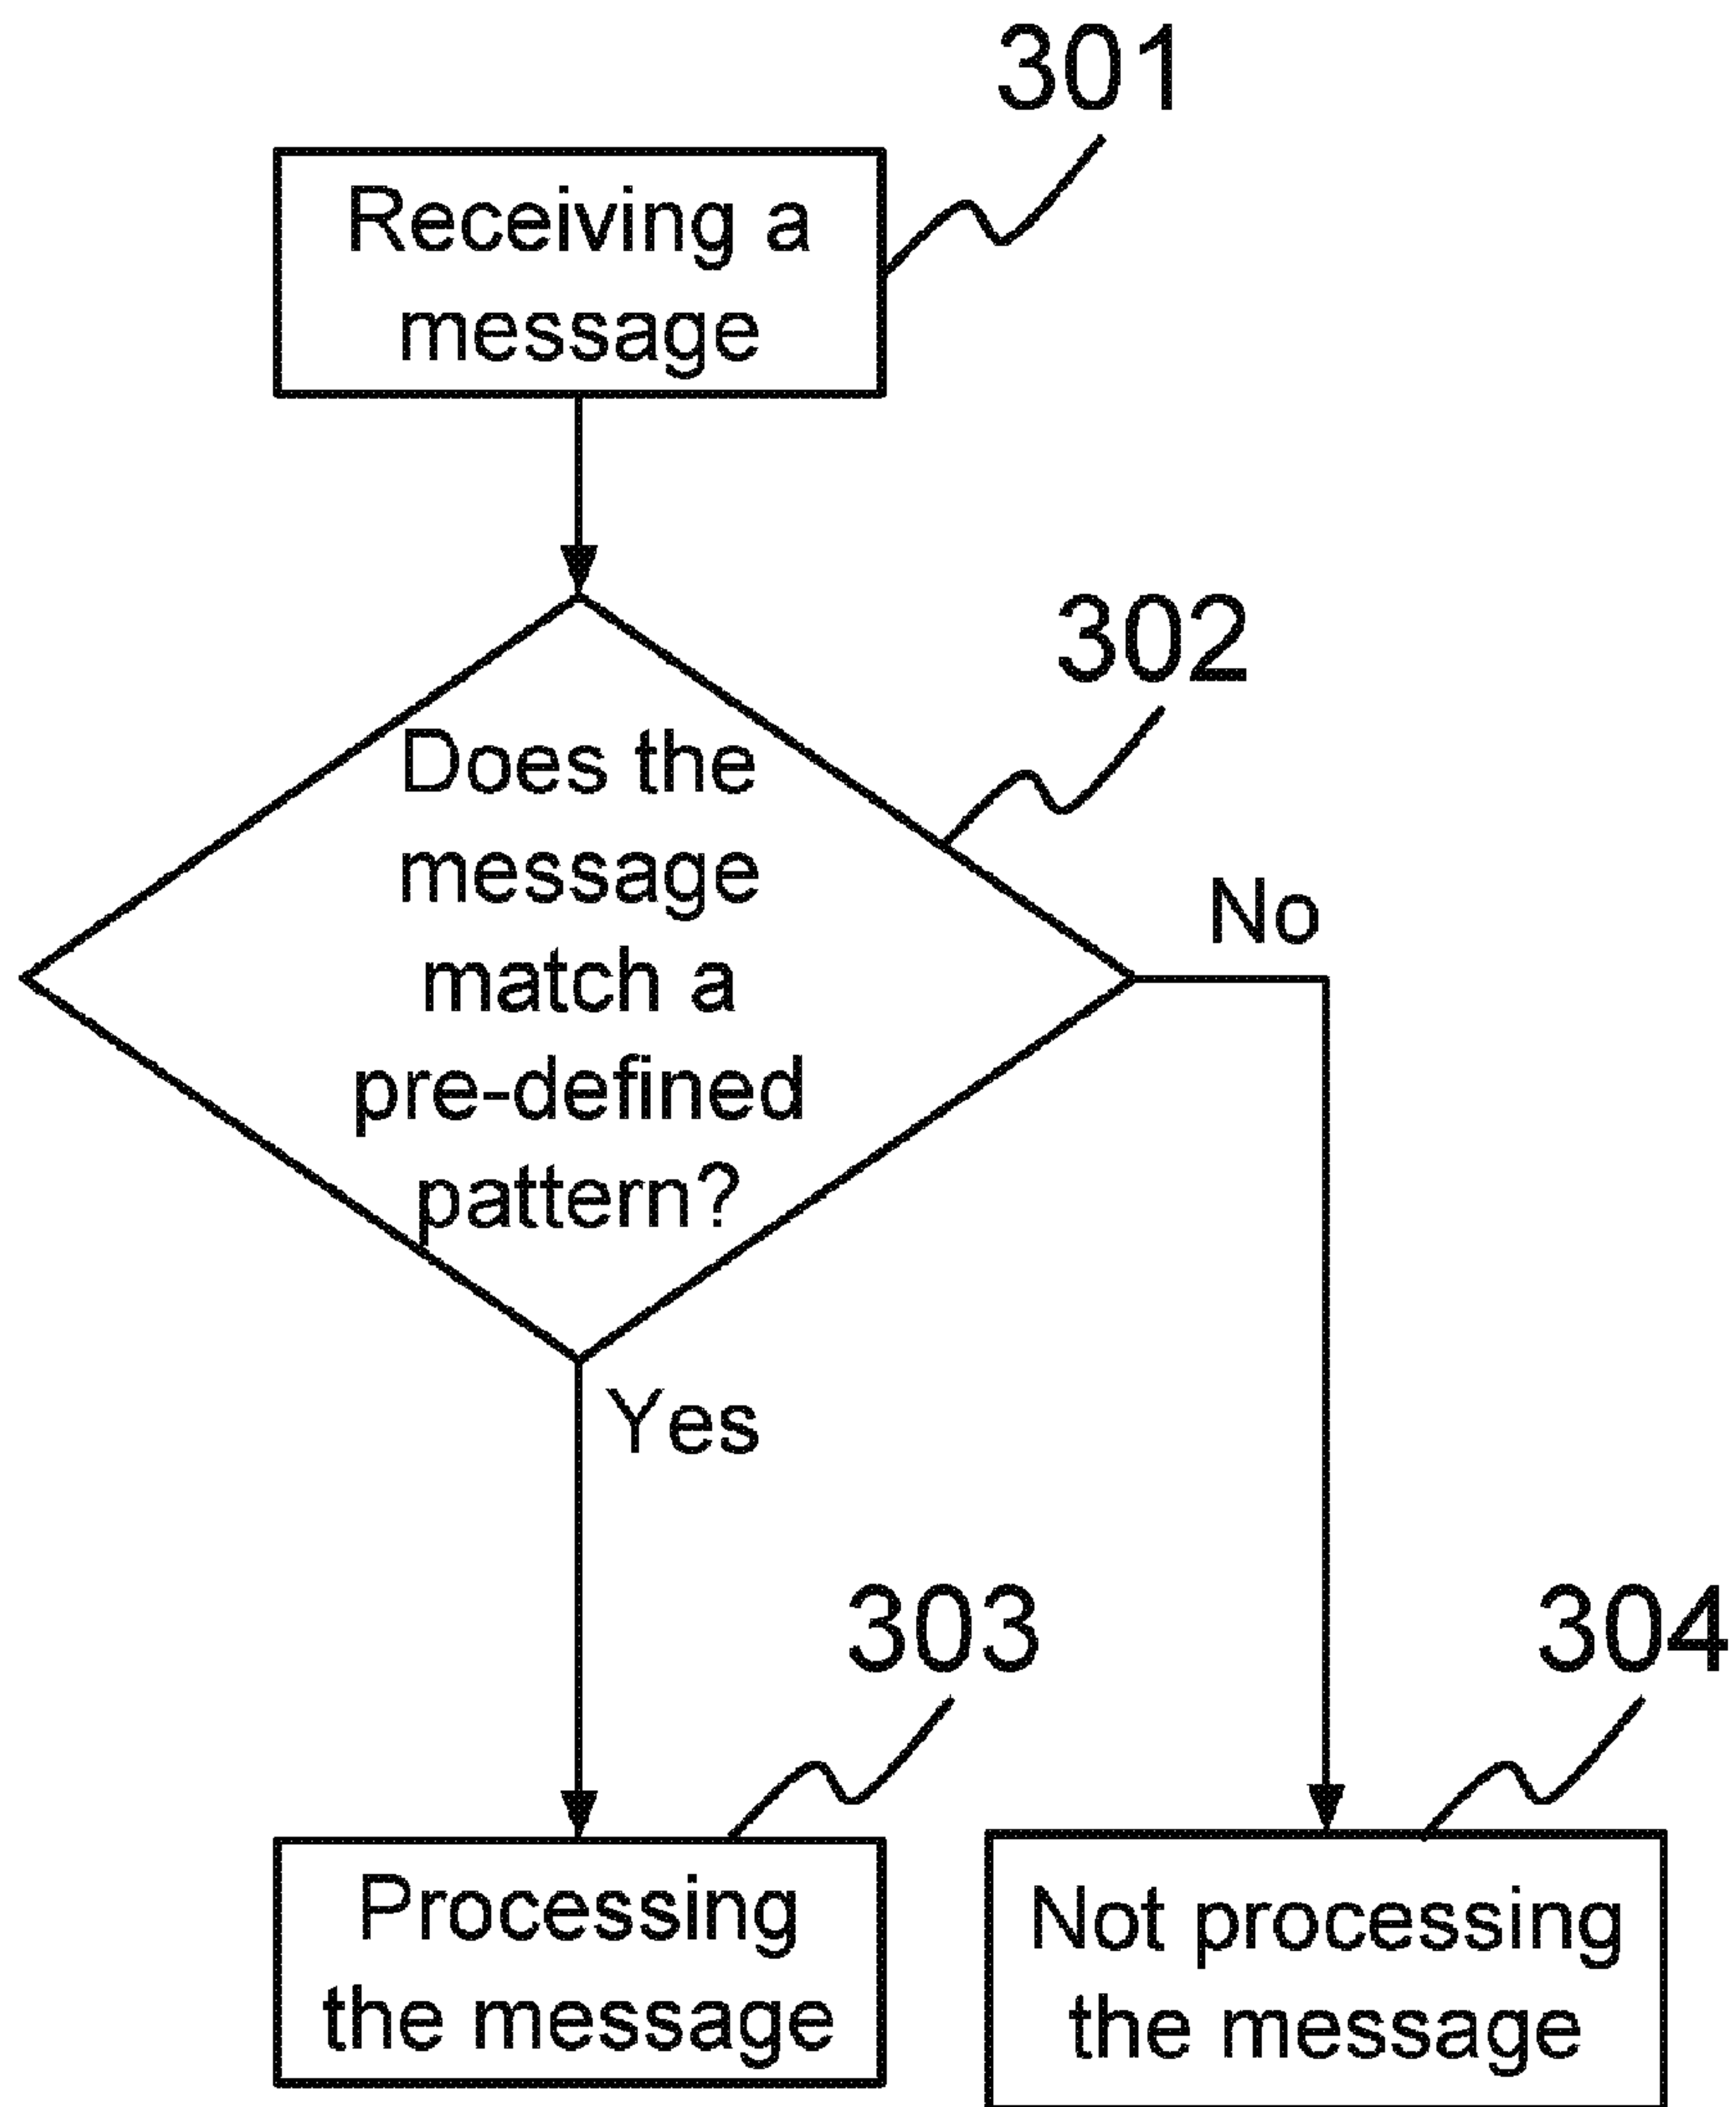 301
Receiving a
message
302
Does the
message
match a
pre-defined
pattern?
No
Yes
303
304
Processing
the message
Not processing
the message